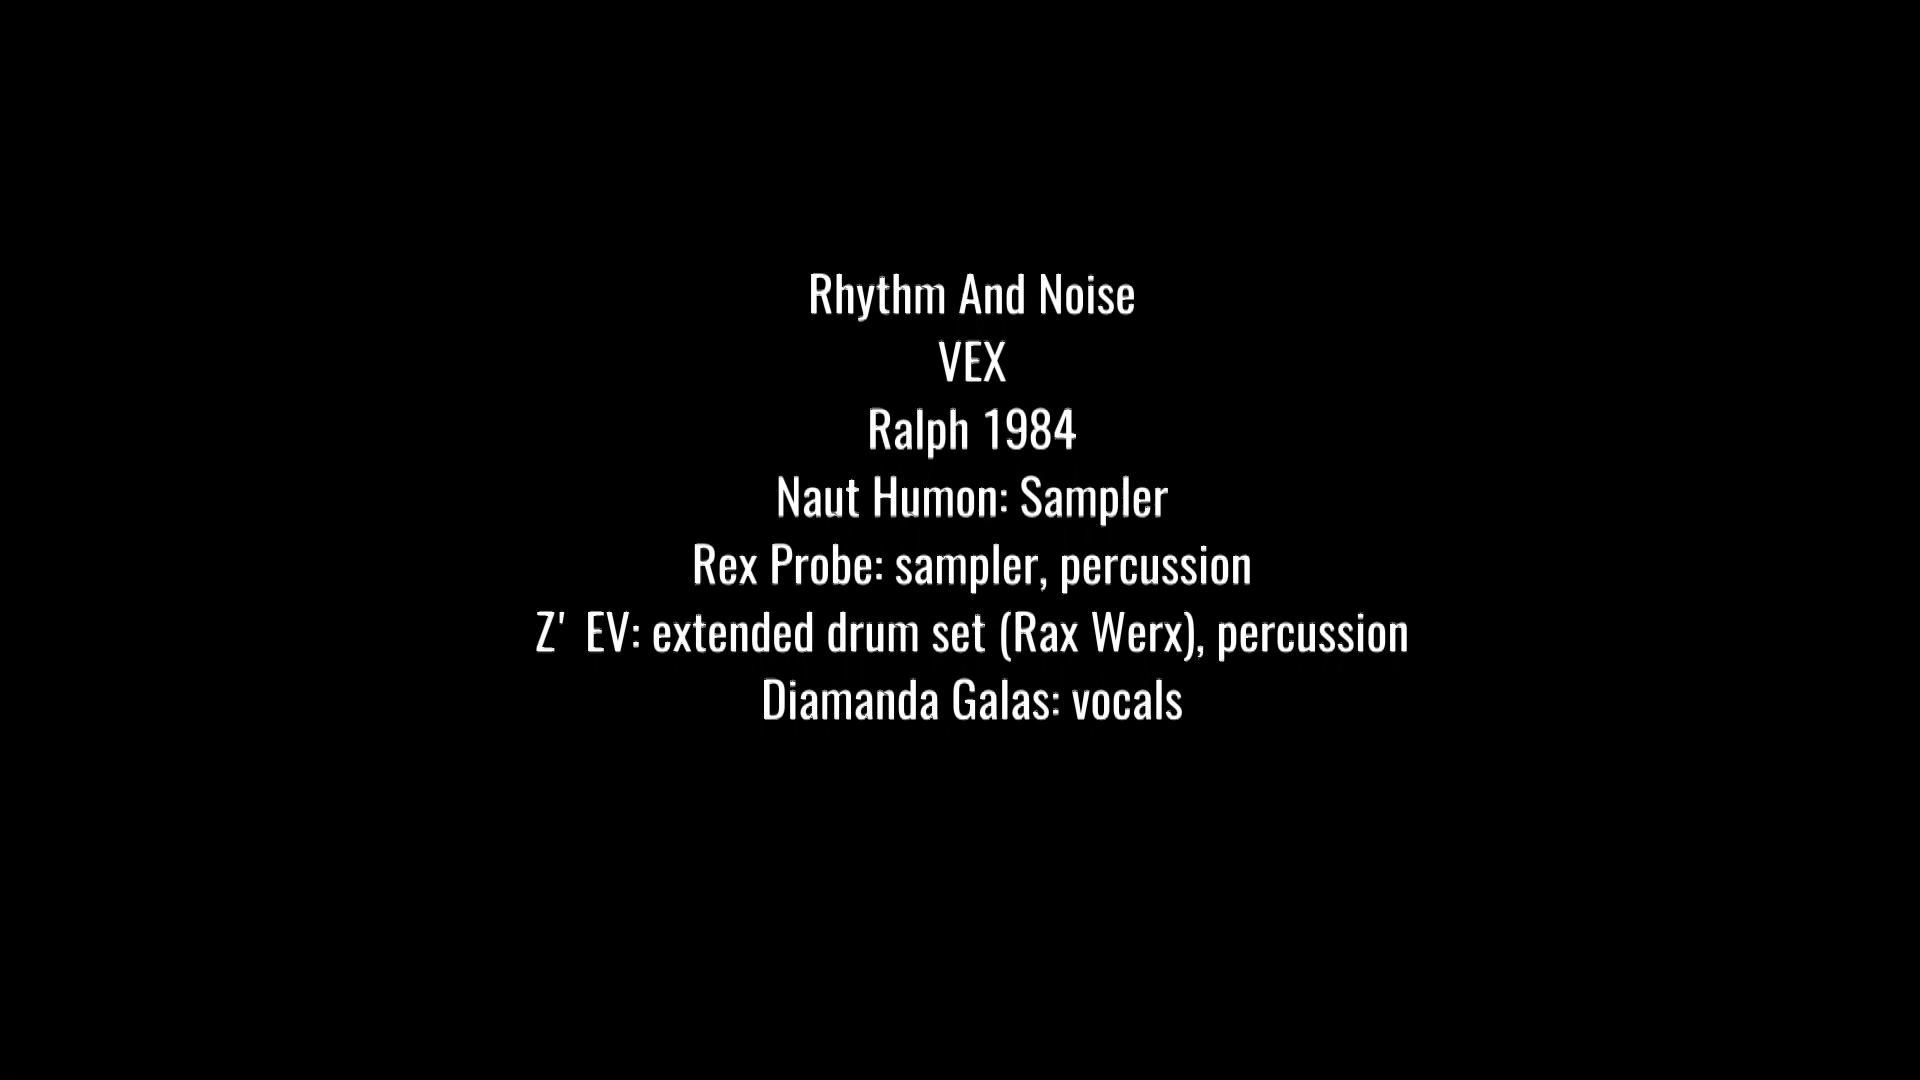 Rhythm And Noise
VEX
Ralph 1984
Naut Humon: Sampler
Rex Probe: sampler, percussion
Z' EV: extended drum set (Rax Werx), percussion
Diamanda Galas: vocals